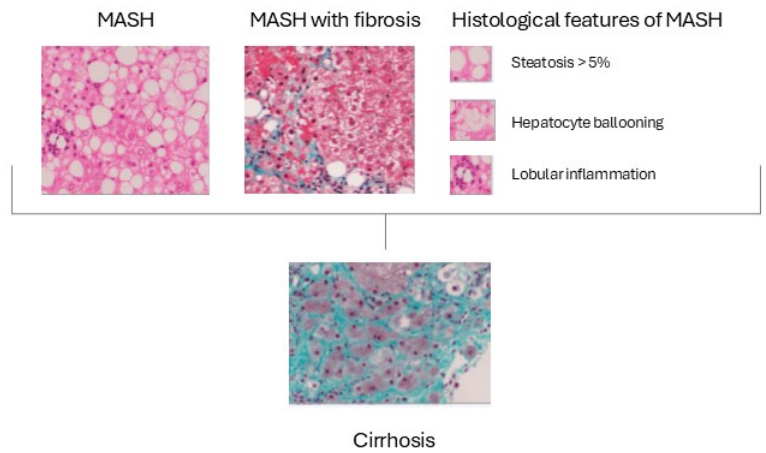 MASH
MASH with fibrosis
Histological features of MASH
Steatosis > 5%
Hepatocyte ballooning
Lobular inflammation
Cirrhosis